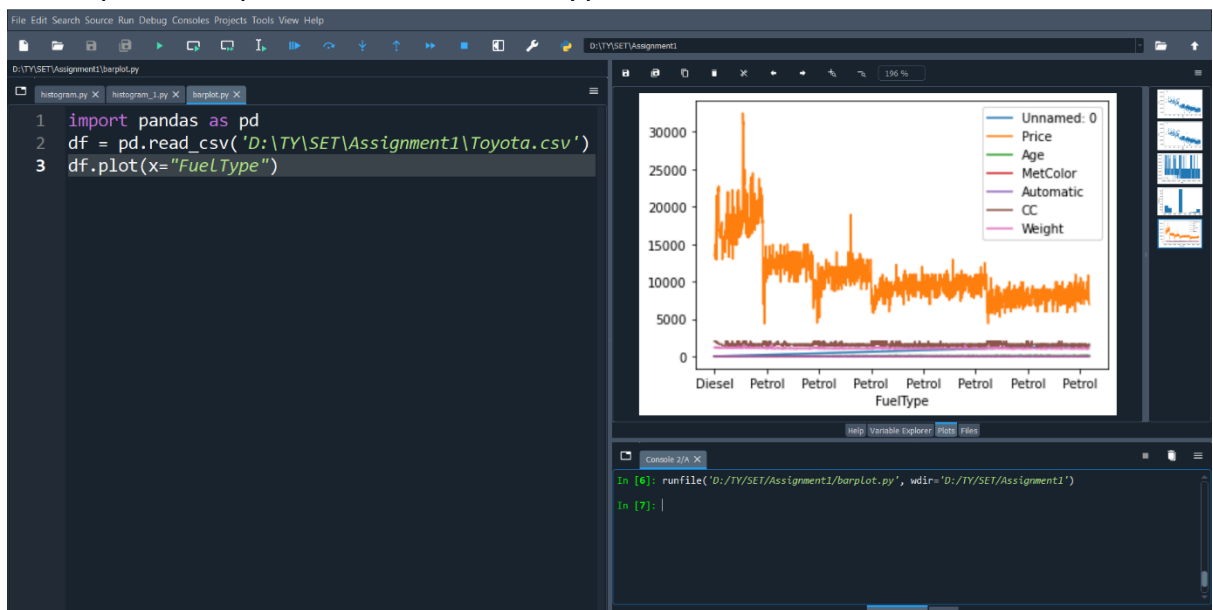 File Edit Search Source Run Debug Consoles Projects Tools View Help
D:\TY\SET\Assignment1
D:\TY\SET\Assignment1\barplot.py
histogram.py X histogram_1.py X barplot.py X
1 import pandas as pd
2 df = pd.read_csv('D:\TY\SET\Assignment1\Toyota.csv')
3 df.plot(x="FuelType")
196 %
Unnamed: 0
Price
Age
MetColor
Automatic
CC
Weight
30000
25000
20000
15000
10000
5000
0
Diesel Petrol Petrol Petrol Petrol Petrol Petrol Petrol
FuelType
Help Variable Explorer Plots Files
Console 2/A X
In [6]: runfile('D:/TY/SET/Assignment1/barplot.py', wdir='D:/TY/SET/Assignment1')
In [7]: